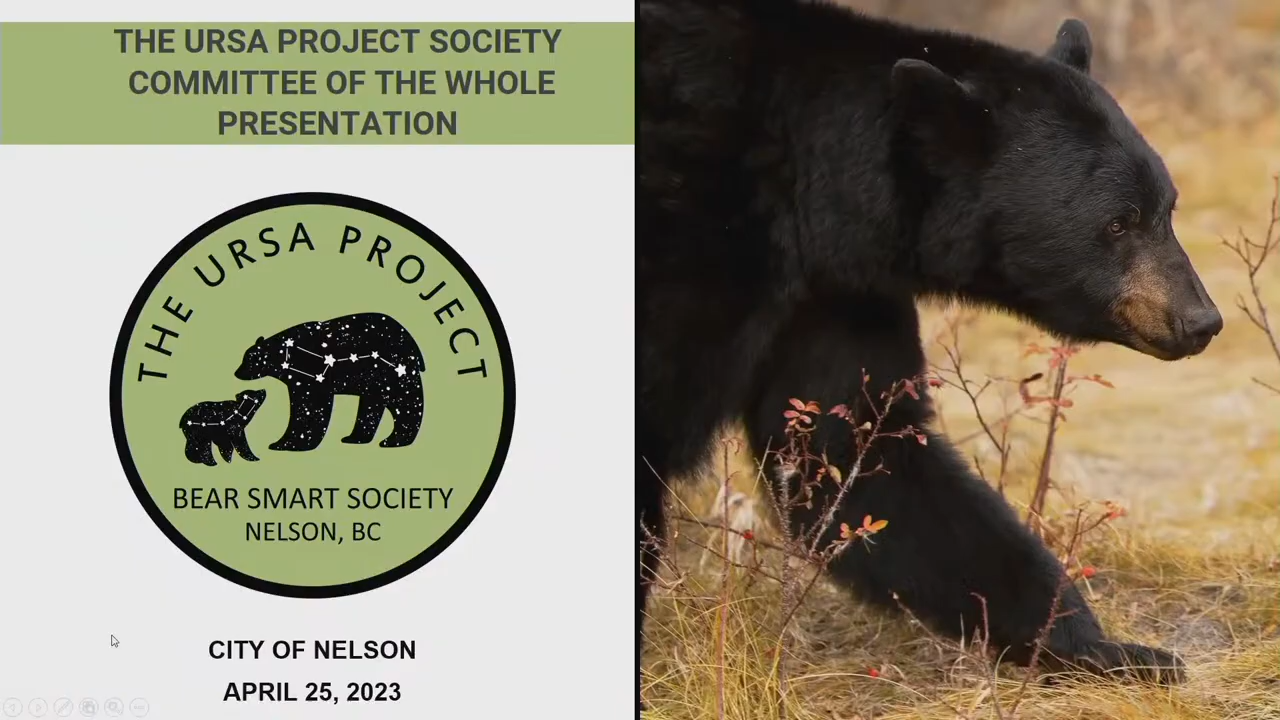 THE URSA PROJECT SOCIETY
COMMITTEE OF THE WHOLE
PRESENTATION
THE URSA PROJECT
BEAR SMART SOCIETY
NELSON, BC
CITY OF NELSON
APRIL 25, 2023